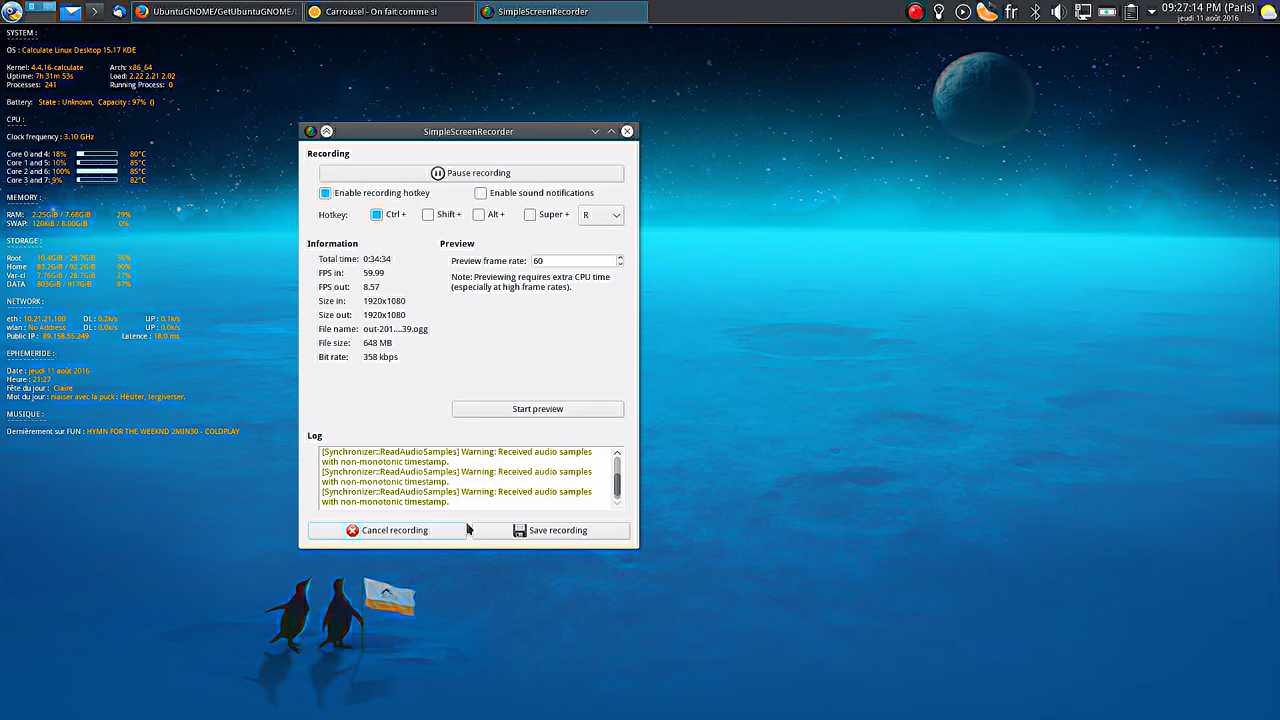 UbuntuGNOME/GetUbuntuGNOME/L
Carrousel - On fait comme si
SimpleScreenRecorder
fr
09:27:14 PM (Paris)
jeudi 11 août 2016
SYSTEM :
OS : Calculate Linux Desktop 15.17 KDE
Kernel: 4.4.16-calculate Arch: x86_64
Uptime: 7h 31m 53s Load: 2.22 2.21 2.02
Processes: 241 Running Process: 0
Battery: State : Unknown, Capacity : 97% ()
CPU :
Clock frequency : 3.10 GHz
Core 0 and 4: 18% 80°C
Core 1 and 5: 10% 85°C
Core 2 and 6: 100% 85°C
Core 3 and 7: 9% 82°C
MEMORY :
RAM: 2.25GiB / 7.68GiB 29%
SWAP: 120KiB / 8.00GiB 0%
STORAGE :
Root 10.4GiB / 28.7GiB 36%
Home 83.2GiB / 92.2GiB 90%
Var-cl 7.76GiB / 28.7GiB 27%
DATA 803GiB / 917GiB 87%
NETWORK :
eth : 10.21.21.100 DL : 0.2k/s UP : 0.1k/s
wlan : No Address DL : 0.0k/s UP : 0.0k/s
Public IP : 89.158.55.249 Latence : 18.0 ms
EPHEMERIDE :
Date : jeudi 11 août 2016
Heure : 21:27
Fête du jour : Claire
Mot du jour : niaiser avec la puck : Hésiter, tergiverser.
MUSIQUE :
Dernièrement sur FUN : HYMN FOR THE WEEKND 2MIN30 - COLDPLAY
SimpleScreenRecorder
Recording
Pause recording
Enable recording hotkey Enable sound notifications
Hotkey: Ctrl + Shift + Alt + Super + R
Information
Total time: 0:34:34
FPS in: 59.99
FPS out: 8.57
Size in: 1920x1080
Size out: 1920x1080
File name: out-201....39.ogg
File size: 648 MB
Bit rate: 358 kbps
Preview
Preview frame rate: 60
Note: Previewing requires extra CPU time
(especially at high frame rates).
Start preview
Log
[Synchronizer::ReadAudioSamples] Warning: Received audio samples
with non-monotonic timestamp.
[Synchronizer::ReadAudioSamples] Warning: Received audio samples
with non-monotonic timestamp.
[Synchronizer::ReadAudioSamples] Warning: Received audio samples
with non-monotonic timestamp.
Cancel recording Save recording